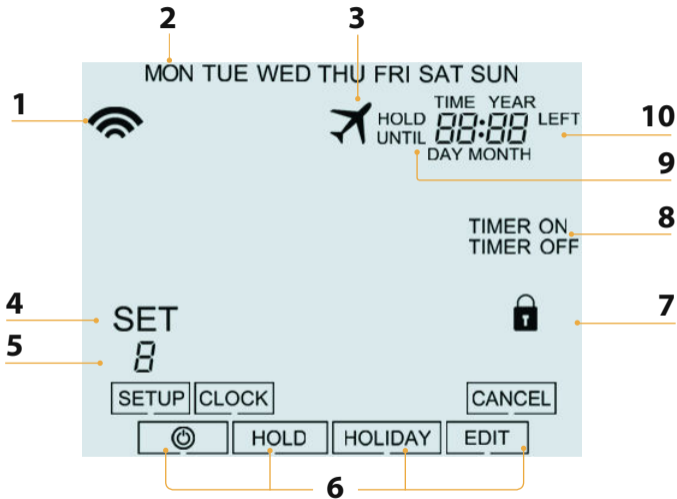 2 3
MON TUE WED THU FRI SAT SUN
1
TIME YEAR
HOLD 88:88 LEFT
UNTIL
DAY MONTH
10
9
TIMER ON
8
TIMER OFF
4
SET
7
5
8
SETUP CLOCK CANCEL
HOLD HOLIDAY EDIT
6